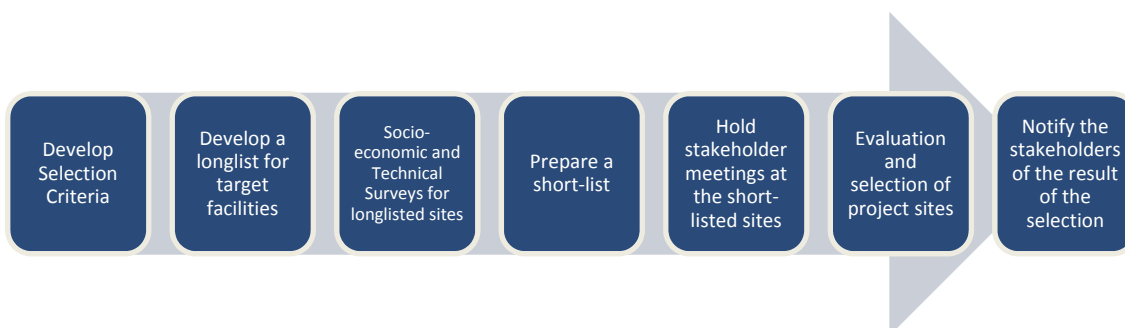 Develop
Selection
Criteria
Develop a
longlist for
target
facilities
Socio-
economic and
Technical
Surveys for
longlisted sites
Prepare a
short-list
Hold
stakeholder
meetings at
the short-
listed sites
Evaluation
and
selection of
project sites
Notify the
stakeholders
of the result
of the
selection